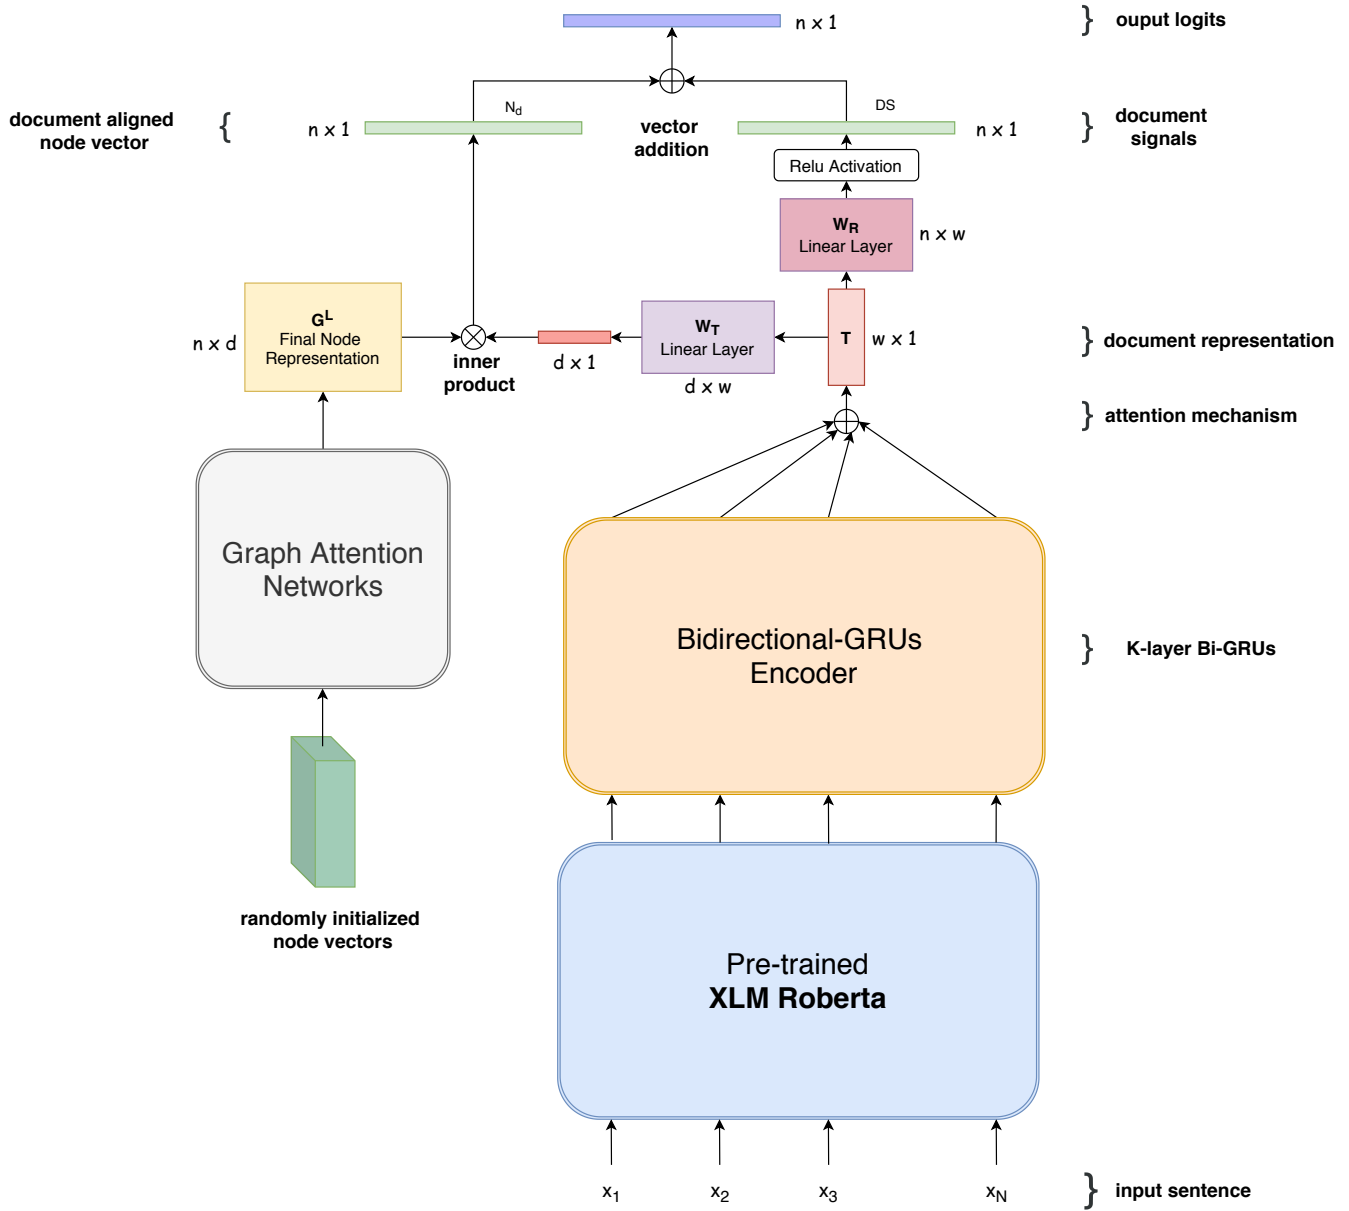 n x 1
} ouput logits
N_d
DS
document aligned
node vector
{
n x 1
vector
addition
n x 1
} document
signals
Relu Activation
W_R
Linear Layer
n x w
n x d
G^L
Final Node
Representation
inner
product
d x 1
W_T
Linear Layer
d x w
T
w x 1
} document representation
} attention mechanism
Graph Attention
Networks
Bidirectional-GRUs
Encoder
} K-layer Bi-GRUs
randomly initialized
node vectors
Pre-trained
XLM Roberta
x_1
x_2
x_3
x_N
} input sentence